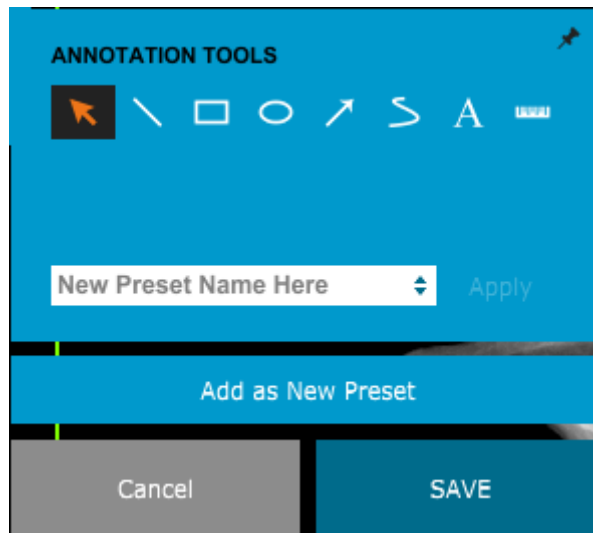 ANNOTATION TOOLS
A
New Preset Name Here
Apply
Add as New Preset
Cancel
SAVE